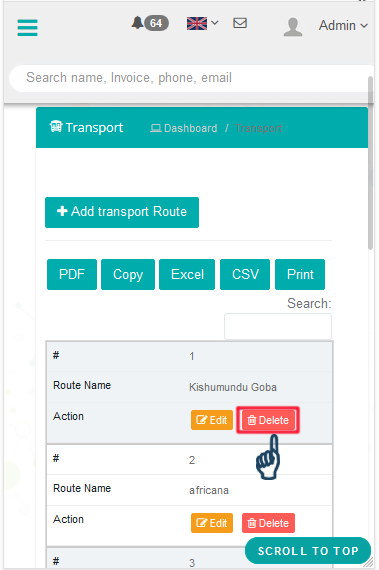 64
Admin
Search name, Invoice, phone, email
Transport
Dashboard / Transport
+ Add transport Route
PDF Copy Excel CSV Print
Search:
# 1
Route Name Kishumundu Goba
Action Edit Delete
# 2
Route Name africana
Action Edit Delete
# 3
SCROLL TO TOP